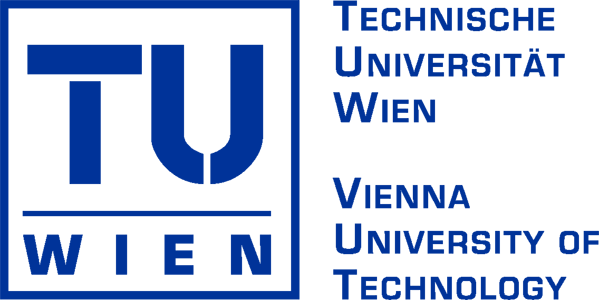 TU
WIEN
TECHNISCHE
UNIVERSITÄT
WIEN
VIENNA
UNIVERSITY OF
TECHNOLOGY